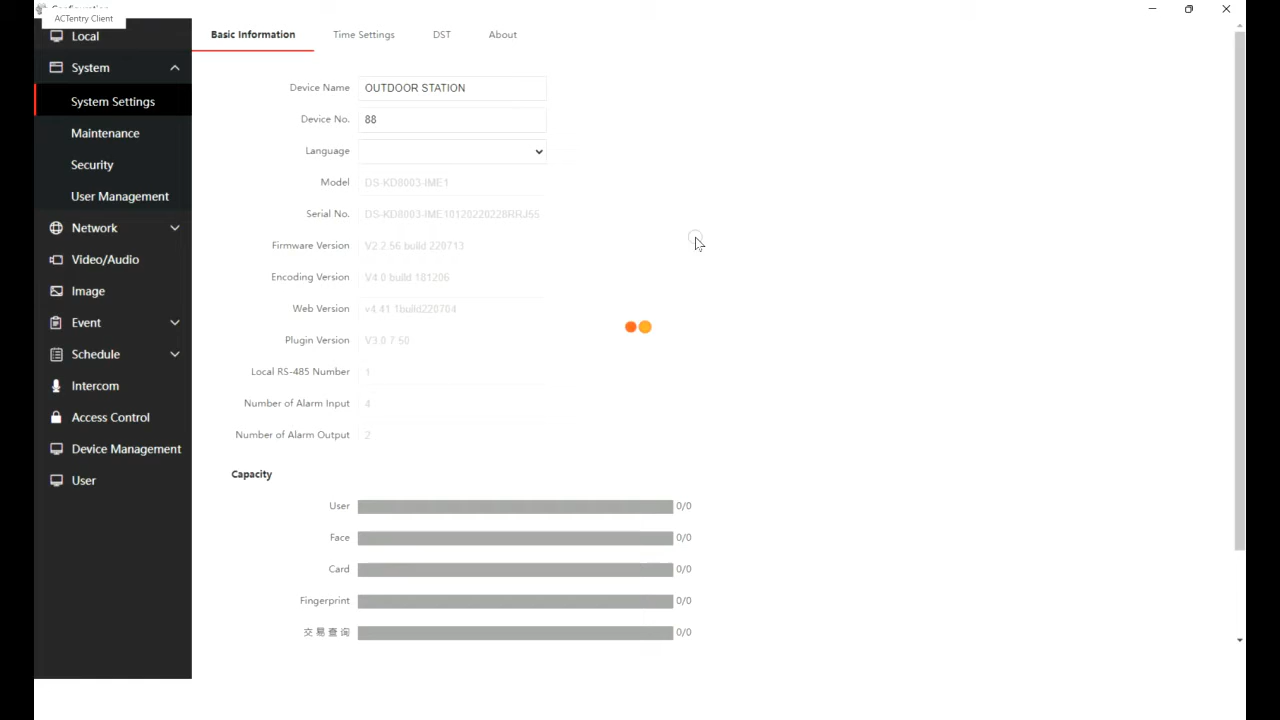 Configuration
ACTentry Client
Local
System
System Settings
Maintenance
Security
User Management
Network
Video/Audio
Image
Event
Schedule
Intercom
Access Control
Device Management
User
Basic Information Time Settings DST About
Device Name OUTDOOR STATION
Device No. 88
Language
Model DS-KD8003-IME1
Serial No. DS-KD8003-IME10120220228RRJ55
Firmware Version V2.2.56 build 220713
Encoding Version V4.0 build 181206
Web Version v4.41.1build220704
Plugin Version V3.0.7.50
Local RS-485 Number 1
Number of Alarm Input 4
Number of Alarm Output 2
Capacity
User 0/0
Face 0/0
Card 0/0
Fingerprint 0/0
交易查询 0/0